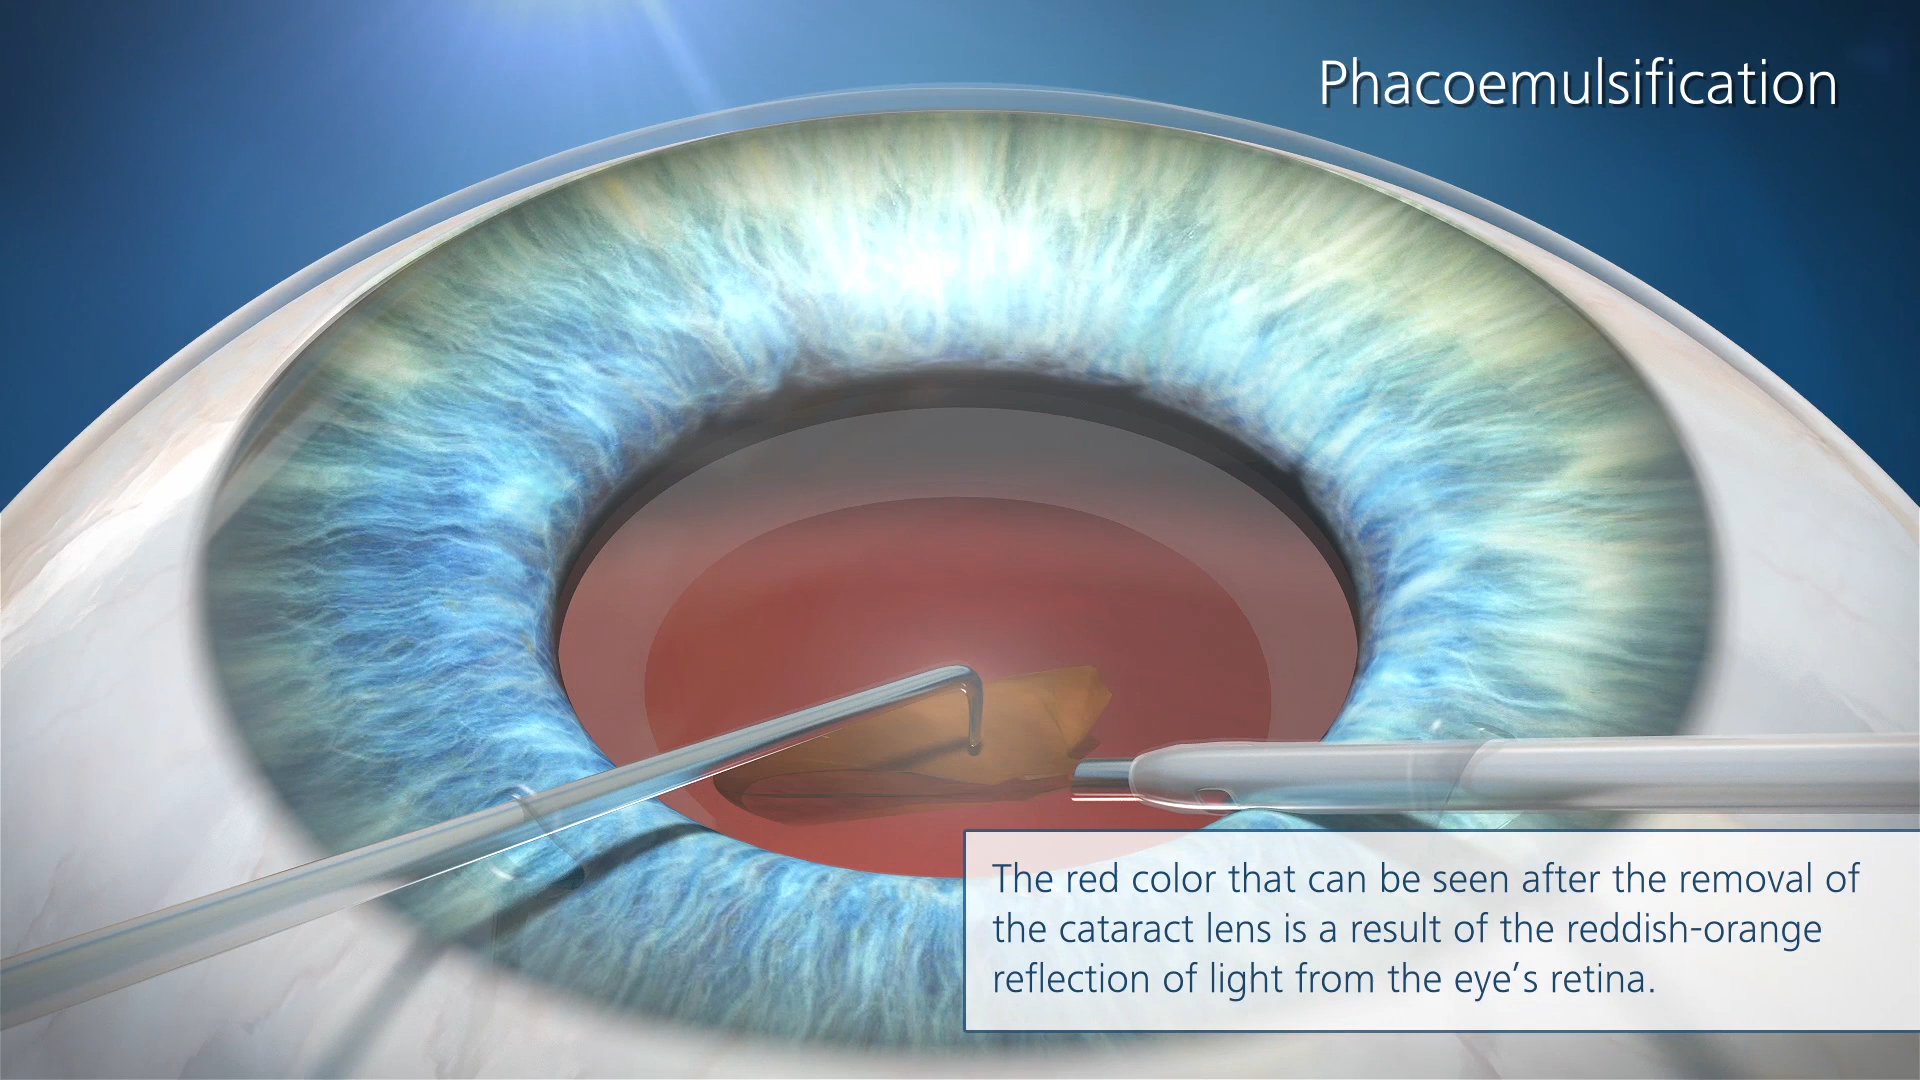 Phacoemulsification
The red color that can be seen after the removal of
the cataract lens is a result of the reddish-orange
reflection of light from the eye’s retina.